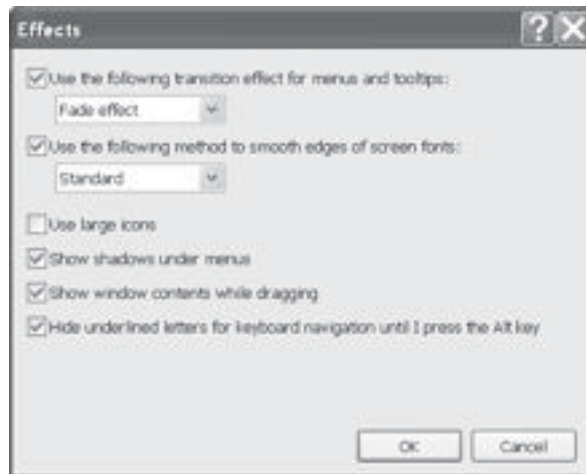 Effects
Use the following transition effect for menus and tooltips:
Fade effect
Use the following method to smooth edges of screen fonts:
Standard
Use large icons
Show shadows under menus
Show window contents while dragging
Hide underlined letters for keyboard navigation until I press the Alt key
OK Cancel